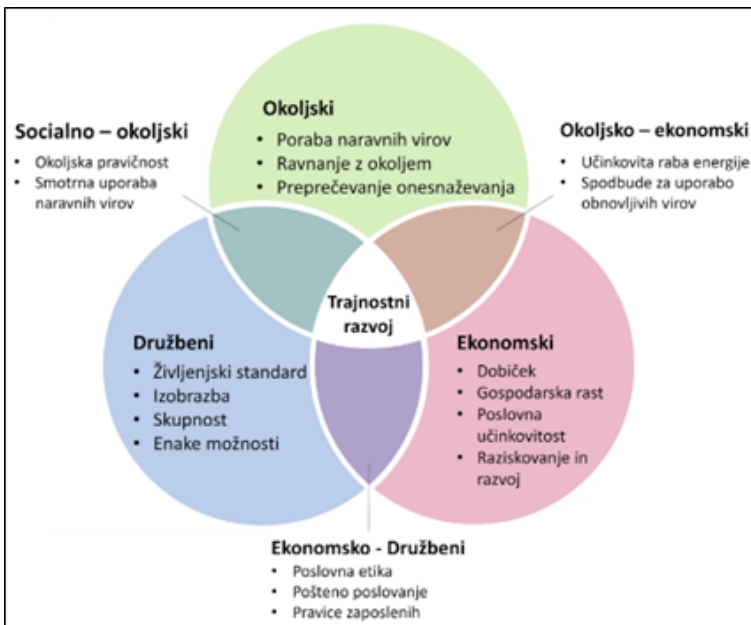 Okoljski
• Poraba naravnih virov
• Ravnanje z okoljem
• Preprečevanje onesnaževanja
Socialno – okoljski
• Okoljska pravičnost
• Smotrna uporaba
naravnih virov
Okoljsko – ekonomski
• Učinkovita raba energije
• Spodbude za uporabo
obnovljivih virov
Trajnostni
razvoj
Družbeni
• Življenjski standard
• Izobrazba
• Skupnost
• Enake možnosti
Ekonomski
• Dobiček
• Gospodarska rast
• Poslovna
učinkovitost
• Raziskovanje in
razvoj
Ekonomsko - Družbeni
• Poslovna etika
• Pošteno poslovanje
• Pravice zaposlenih